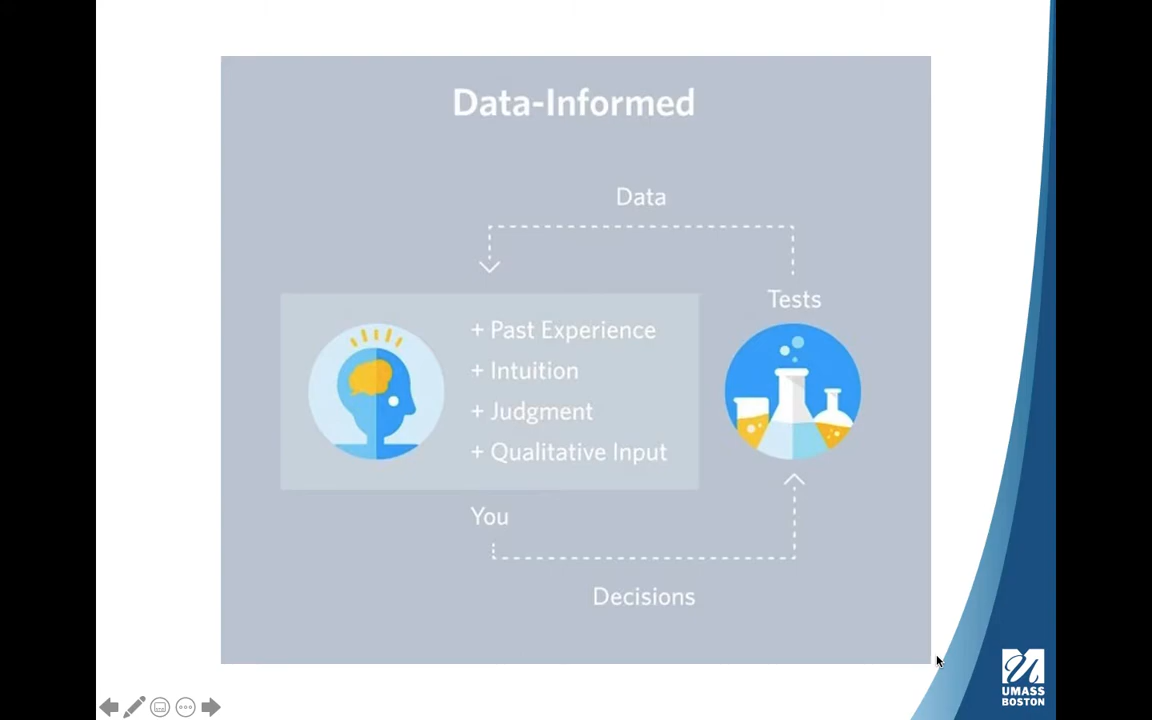 Data-Informed
Data
Tests
+ Past Experience
+ Intuition
+ Judgment
+ Qualitative Input
You
Decisions
UMASS
BOSTON